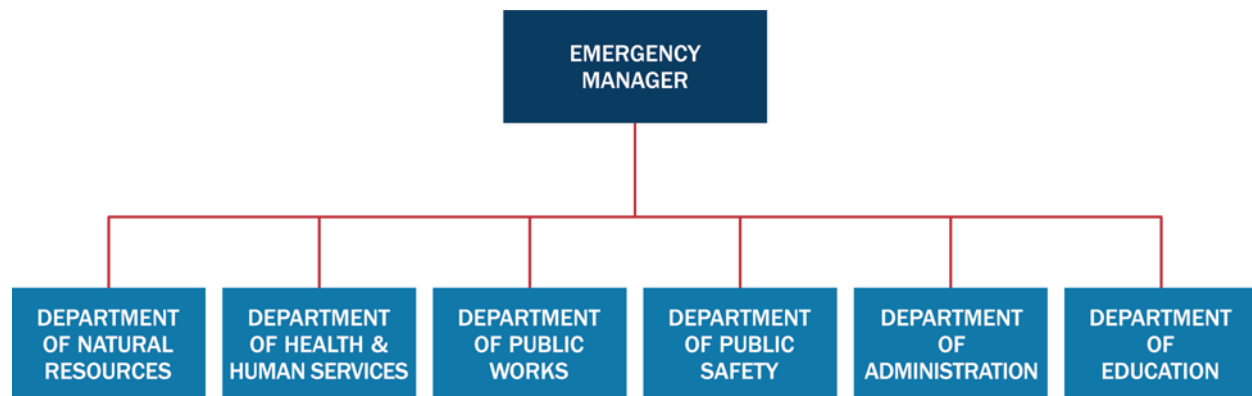 EMERGENCY
MANAGER
DEPARTMENT
OF NATURAL
RESOURCES
DEPARTMENT
OF HEALTH &
HUMAN SERVICES
DEPARTMENT
OF PUBLIC
WORKS
DEPARTMENT
OF PUBLIC
SAFETY
DEPARTMENT
OF
ADMINISTRATION
DEPARTMENT
OF
EDUCATION